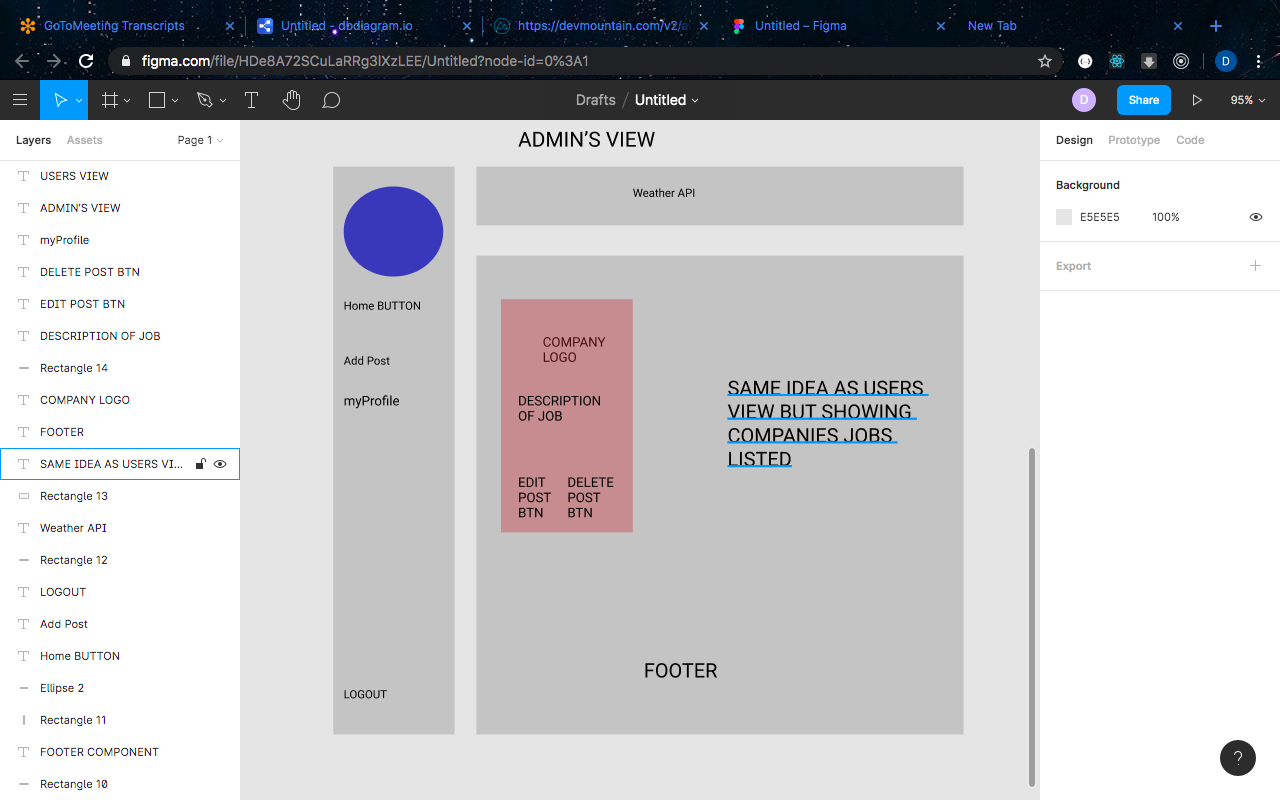 GoToMeeting Transcripts
Untitled - dbdiagram.io
https://devmountain.com/v2/a
Untitled – Figma
New Tab
figma.com/file/HDe8A72SCuLaRRg3lXzLEE/Untitled?node-id=0%3A1
D
Drafts / Untitled
D
Share
95%
Layers
Assets
Page 1
Design
Prototype
Code
USERS VIEW
ADMIN'S VIEW
myProfile
DELETE POST BTN
EDIT POST BTN
DESCRIPTION OF JOB
Rectangle 14
COMPANY LOGO
FOOTER
SAME IDEA AS USERS VI...
Rectangle 13
Weather API
Rectangle 12
LOGOUT
Add Post
Home BUTTON
Ellipse 2
Rectangle 11
FOOTER COMPONENT
Rectangle 10
ADMIN'S VIEW
Weather API
Home BUTTON
Add Post
myProfile
LOGOUT
COMPANY
LOGO
DESCRIPTION
OF JOB
EDIT
POST
BTN
DELETE
POST
BTN
SAME IDEA AS USERS
VIEW BUT SHOWING
COMPANIES JOBS
LISTED
FOOTER
Background
E5E5E5
100%
Export
?